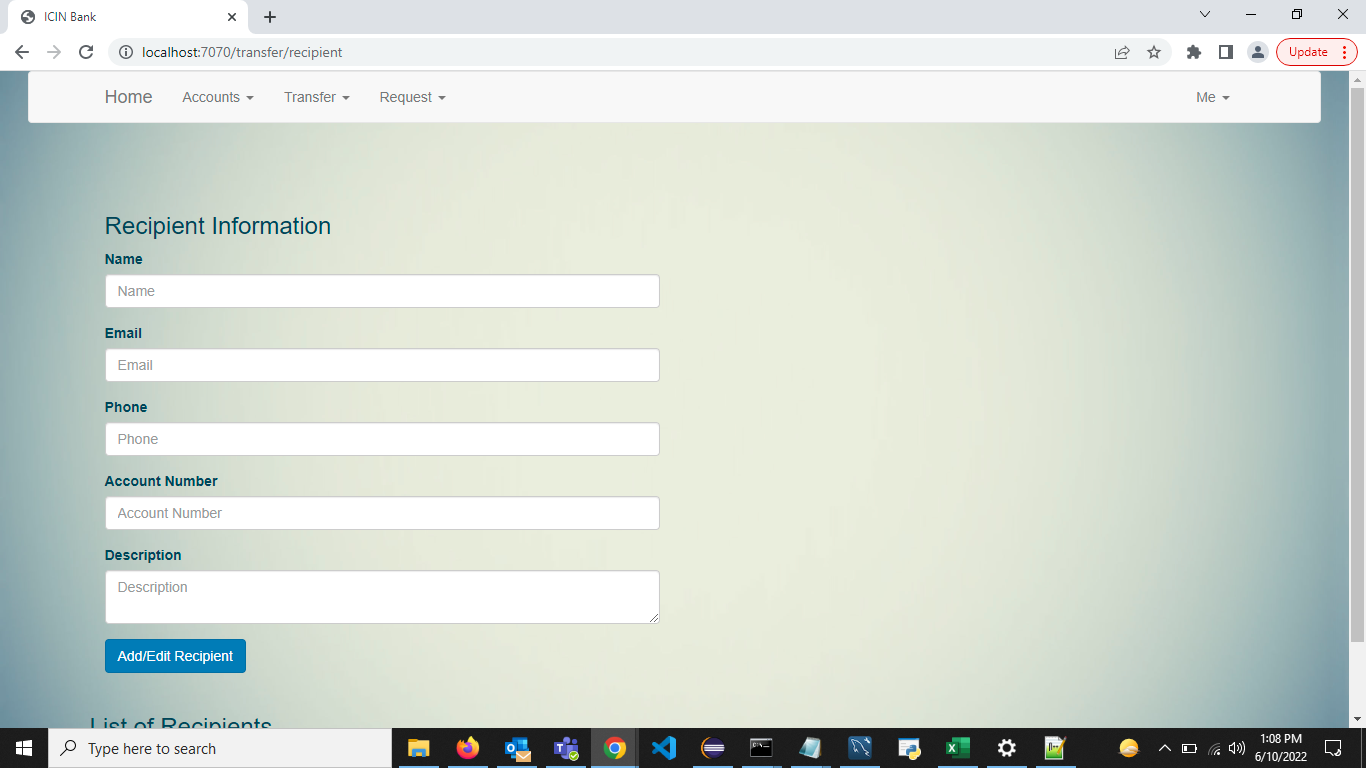 ICIN Bank
localhost:7070/transfer/recipient
Update
Home Accounts Transfer Request Me
Recipient Information
Name
Name
Email
Email
Phone
Phone
Account Number
Account Number
Description
Description
Add/Edit Recipient
List of Recipients
Type here to search
1:08 PM
6/10/2022